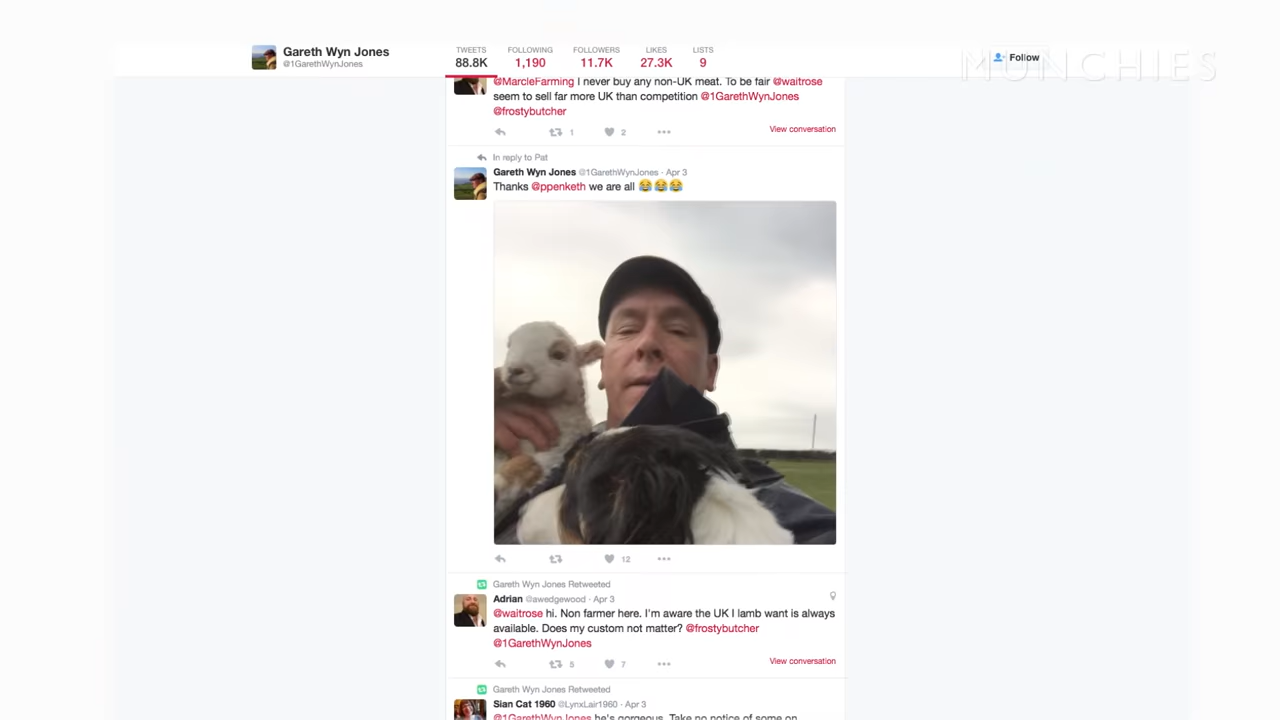 MUNCHIES
Gareth Wyn Jones
@1GarethWynJones
TWEETS
88.8K
FOLLOWING
1,190
FOLLOWERS
11.7K
LIKES
27.3K
LISTS
9
Follow
@MarcleFarming I never buy any non-UK meat. To be fair @waitrose
seem to sell far more UK than competition @1GarethWynJones
@frostybutcher
1
2
View conversation
In reply to Pat
Gareth Wyn Jones @1GarethWynJones · Apr 3
Thanks @ppenketh we are all 😂😂😂
12
Gareth Wyn Jones Retweeted
Adrian @awedgewood · Apr 3
@waitrose hi. Non farmer here. I'm aware the UK I lamb want is always
available. Does my custom not matter? @frostybutcher
@1GarethWynJones
5
7
View conversation
Gareth Wyn Jones Retweeted
Sian Cat 1960 @LynxLair1960 · Apr 3
@1GarethWynJones he's gorgeous. Take no notice of some on